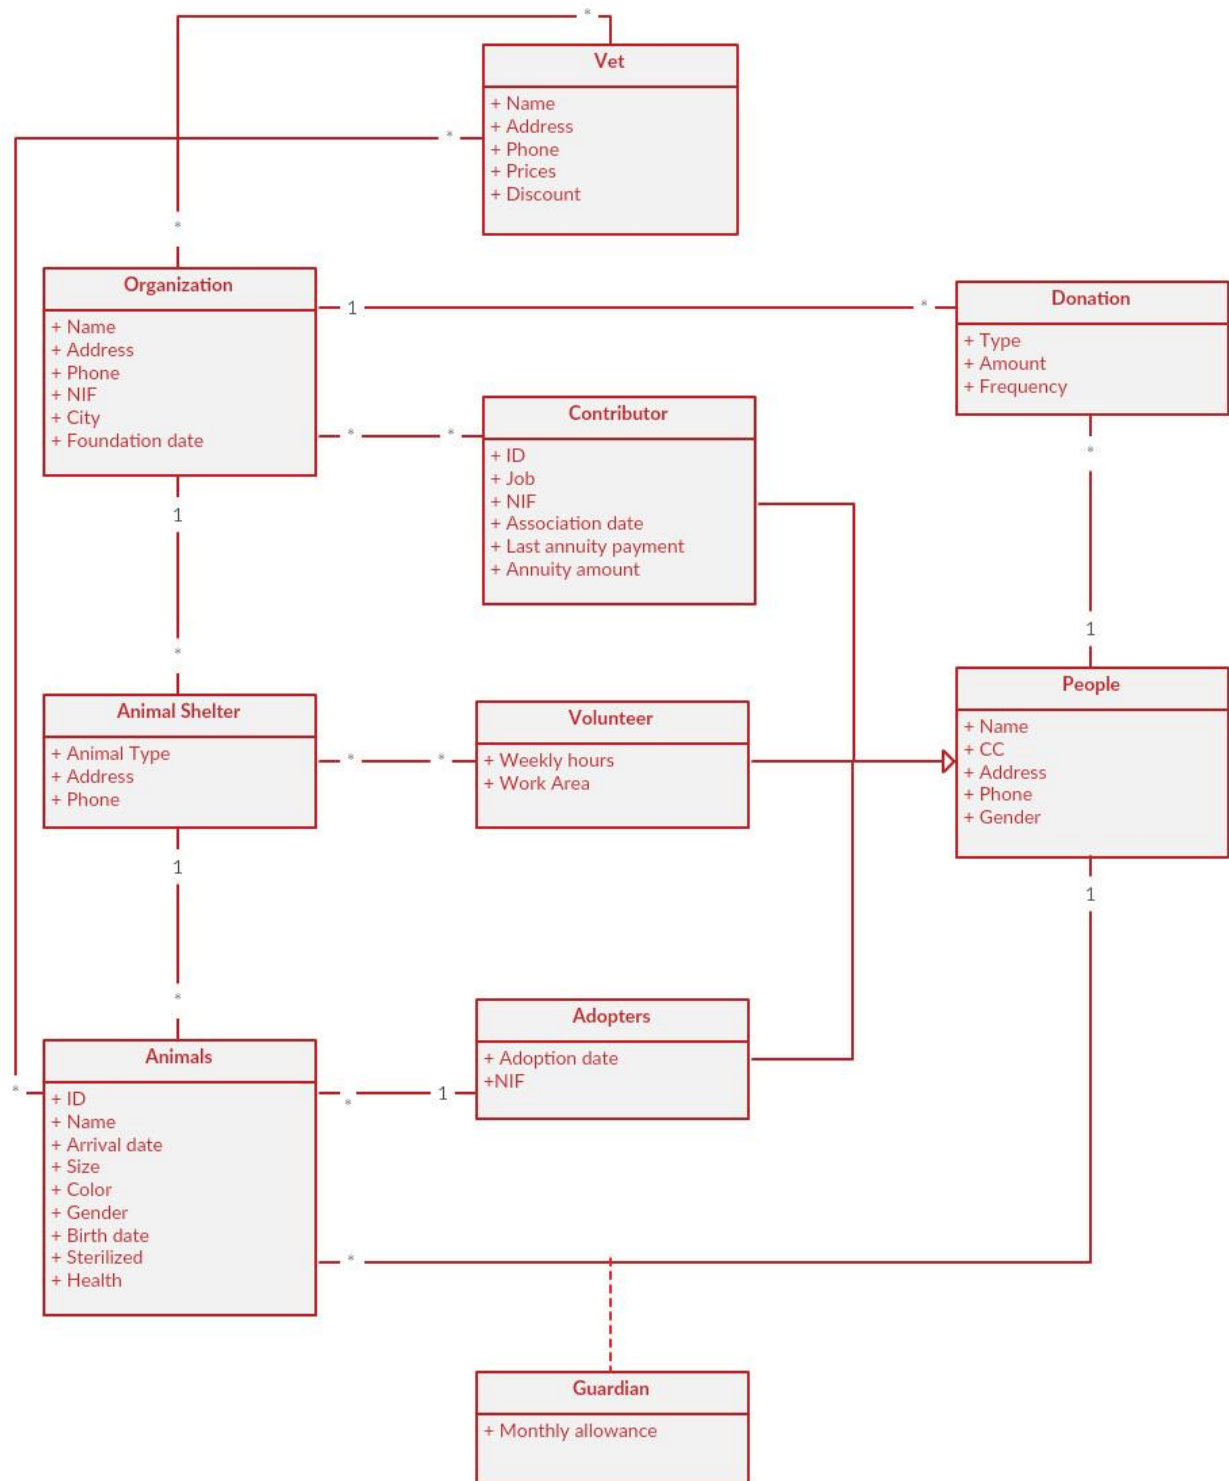 *
Vet
+ Name
+ Address
+ Phone
+ Prices
+ Discount
*
*
Organization
+ Name
+ Address
+ Phone
+ NIF
+ City
+ Foundation date
1
*
Donation
+ Type
+ Amount
+ Frequency
*
*
Contributor
+ ID
+ Job
+ NIF
+ Association date
+ Last annuity payment
+ Annuity amount
*
1
1
*
Animal Shelter
+ Animal Type
+ Address
+ Phone
*
*
Volunteer
+ Weekly hours
+ Work Area
People
+ Name
+ CC
+ Address
+ Phone
+ Gender
1
1
*
Animals
+ ID
+ Name
+ Arrival date
+ Size
+ Color
+ Gender
+ Birth date
+ Sterilized
+ Health
*
*
1
Adopters
+ Adoption date
+NIF
*
Guardian
+ Monthly allowance